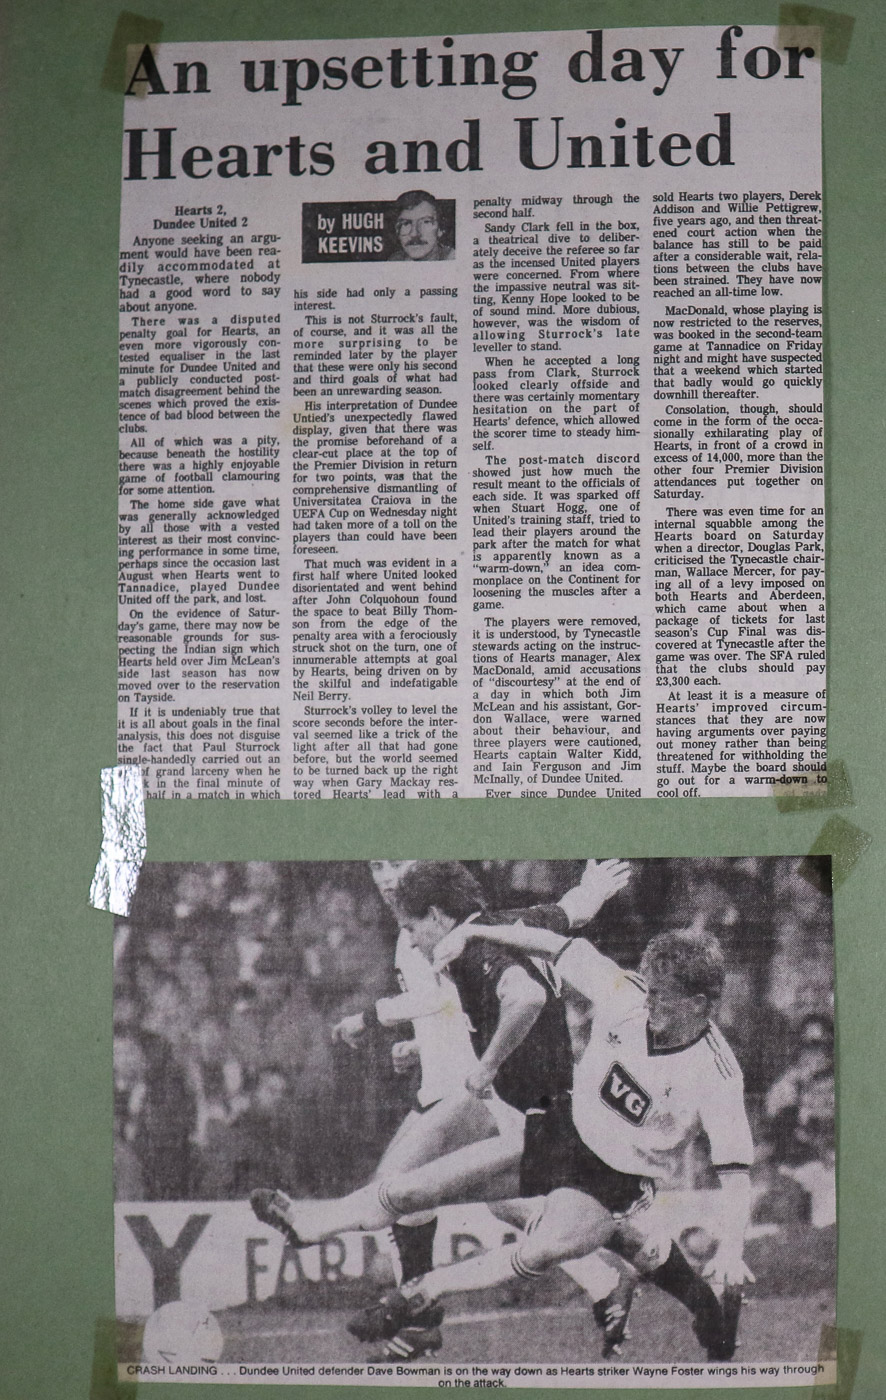 An upsetting day for
Hearts and United
Hearts 2,
Dundee United 2
Anyone seeking an argu-
ment would have been rea-
dily accommodated at
Tynecastle, where nobody
had a good word to say
about anyone.
There was a disputed
penalty goal for Hearts, an
even more vigorously con-
tested equaliser in the last
minute for Dundee United and
a publicly conducted post-
match disagreement behind the
scenes which proved the exis-
tence of bad blood between the
clubs.
All of which was a pity,
because beneath the hostility
there was a highly enjoyable
game of football clamouring
for some attention.
The home side gave what
was generally acknowledged
by all those with a vested
interest as their most convinc-
ing performance in some time,
perhaps since the occasion last
August when Hearts went to
Tannadice, played Dundee
United off the park, and lost.
On the evidence of Satur-
day's game, there may now be
reasonable grounds for sus-
pecting the Indian sign which
Hearts held over Jim McLean's
side last season has now
moved over to the reservation
on Tayside.
If it is undeniably true that
it is all about goals in the final
analysis, this does not disguise
the fact that Paul Sturrock
single-handedly carried out an
of grand larceny when he
in the final minute of
half in a match in which
by HUGH
KEEVINS
his side had only a passing
interest.
This is not Sturrock's fault,
of course, and it was all the
more surprising to be
reminded later by the player
that these were only his second
and third goals of what had
been an unrewarding season.
His interpretation of Dundee
Untied's unexpectedly flawed
display, given that there was
the promise beforehand of a
clear-cut place at the top of
the Premier Division in return
for two points, was that the
comprehensive dismantling of
Universitatea Craiova in the
UEFA Cup on Wednesday night
had taken more of a toll on the
players than could have been
foreseen.
That much was evident in a
first half where United looked
disorientated and went behind
after John Colquohoun found
the space to beat Billy Thom-
son from the edge of the
penalty area with a ferociously
struck shot on the turn, one of
innumerable attempts at goal
by Hearts, being driven on by
the skilful and indefatigable
Neil Berry.
Sturrock's volley to level the
score seconds before the inter-
val seemed like a trick of the
light after all that had gone
before, but the world seemed
to be turned back up the right
way when Gary Mackay res-
tored Hearts' lead with a
penalty midway through the
second half.
Sandy Clark fell in the box,
a theatrical dive to deliber-
ately deceive the referee so far
as the incensed United players
were concerned. From where
the impassive neutral was sit-
ting, Kenny Hope looked to be
of sound mind. More dubious,
however, was the wisdom of
allowing Sturrock's late
leveller to stand.
When he accepted a long
pass from Clark, Sturrock
looked clearly offside and
there was certainly momentary
hesitation on the part of
Hearts' defence, which allowed
the scorer time to steady him-
self.
The post-match discord
showed just how much the
result meant to the officials of
each side. It was sparked off
when Stuart Hogg, one of
United's training staff, tried to
lead their players around the
park after the match for what
is apparently known as a
"warm-down," an idea com-
monplace on the Continent for
loosening the muscles after a
game.
The players were removed,
it is understood, by Tynecastle
stewards acting on the instruc-
tions of Hearts manager, Alex
MacDonald, amid accusations
of "discourtesy" at the end of
a day in which both Jim
McLean and his assistant, Gor-
don Wallace, were warned
about their behaviour, and
three players were cautioned,
Hearts captain Walter Kidd,
and Iain Ferguson and Jim
McInally, of Dundee United.
Ever since Dundee United
sold Hearts two players, Derek
Addison and Willie Pettigrew,
five years ago, and then threat-
ened court action when the
balance has still to be paid
after a considerable wait, rela-
tions between the clubs have
been strained. They have now
reached an all-time low.
MacDonald, whose playing is
now restricted to the reserves,
was booked in the second-team
game at Tannadice on Friday
night and might have suspected
that a weekend which started
that badly would go quickly
downhill thereafter.
Consolation, though, should
come in the form of the occa-
sionally exhilarating play of
Hearts, in front of a crowd in
excess of 14,000, more than the
other four Premier Division
attendances put together on
Saturday.
There was even time for an
internal squabble among the
Hearts board on Saturday
when a director, Douglas Park,
criticised the Tynecastle chair-
man, Wallace Mercer, for pay-
ing all of a levy imposed on
both Hearts and Aberdeen,
which came about when a
package of tickets for last
season's Cup Final was dis-
covered at Tynecastle after the
game was over. The SFA ruled
that the clubs should pay
£3,300 each.
At least it is a measure of
Hearts' improved circum-
stances that they are now
having arguments over paying
out money rather than being
threatened for withholding the
stuff. Maybe the board should
go out for a warm-down to
cool off.
VG
Y FARM
CRASH LANDING . . . Dundee United defender Dave Bowman is on the way down as Hearts striker Wayne Foster wings his way through
on the attack.